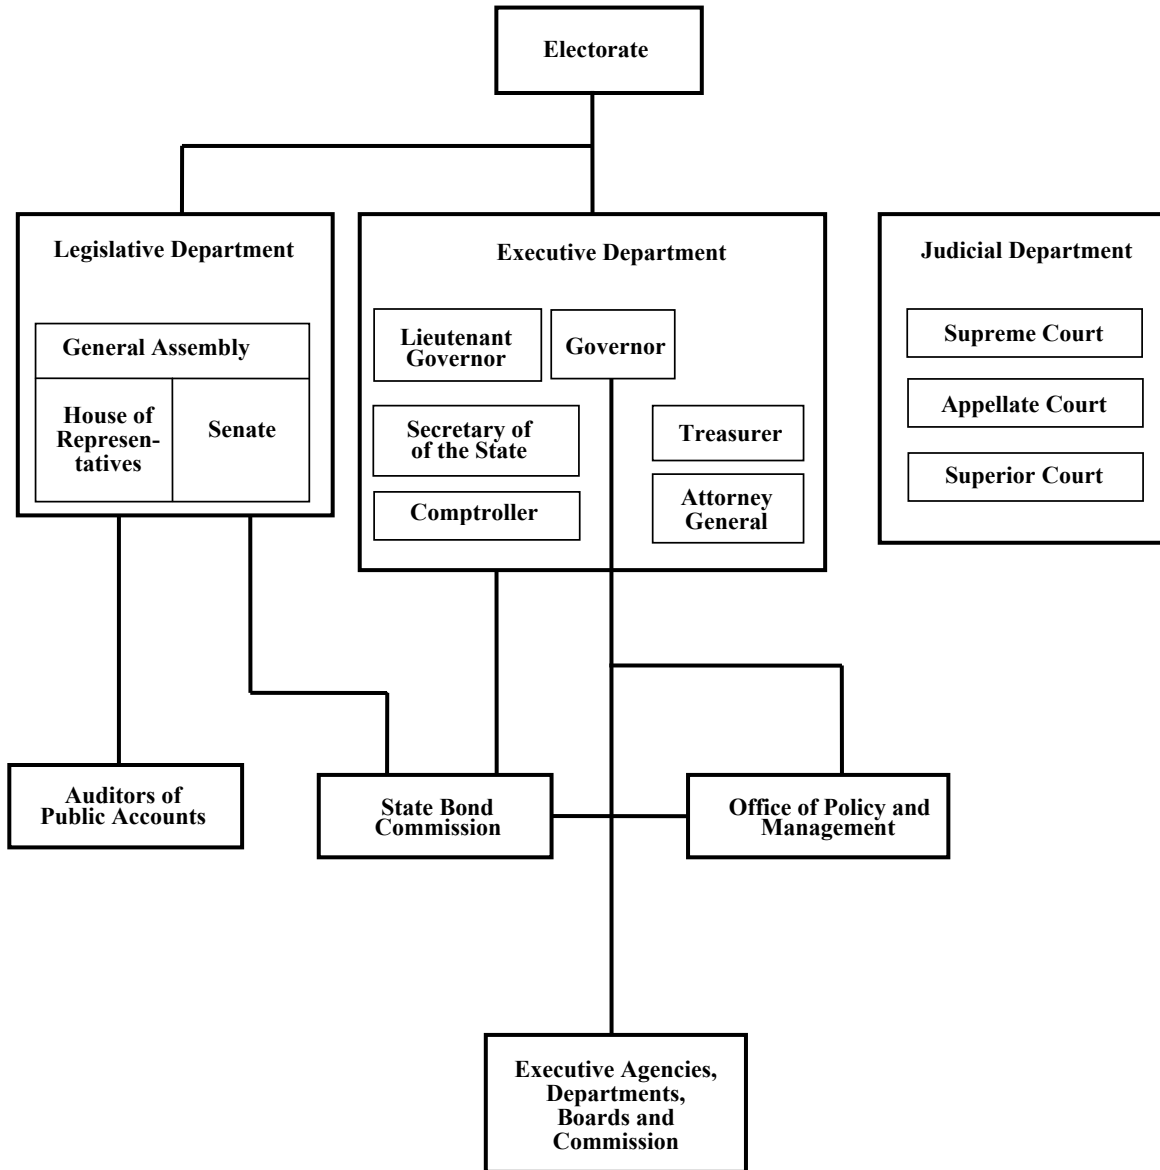 Electorate
Legislative Department
General Assembly
House of
Represen-
tatives
Senate
Executive Department
Lieutenant
Governor
Governor
Secretary of
of the State
Treasurer
Comptroller
Attorney
General
Judicial Department
Supreme Court
Appellate Court
Superior Court
Auditors of
Public Accounts
State Bond
Commission
Office of Policy and
Management
Executive Agencies,
Departments,
Boards and
Commission